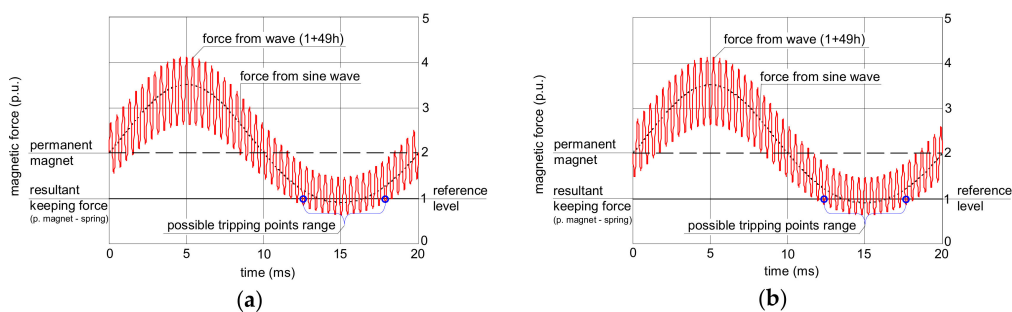 5
force from wave (1+49h)
4
force from sine wave
magnetic force (p.u.)
3
permanent
magnet
2
resultant
keeping force
(p. magnet - spring)
reference
level
1
possible tripping points range
0
0
5
10
15
20
time (ms)
(a)
5
force from wave (1+49h)
4
force from sine wave
magnetic force (p.u.)
3
permanent
magnet
2
resultant
keeping force
(p. magnet - spring)
reference
level
1
possible tripping points range
0
0
5
10
15
20
time (ms)
(b)